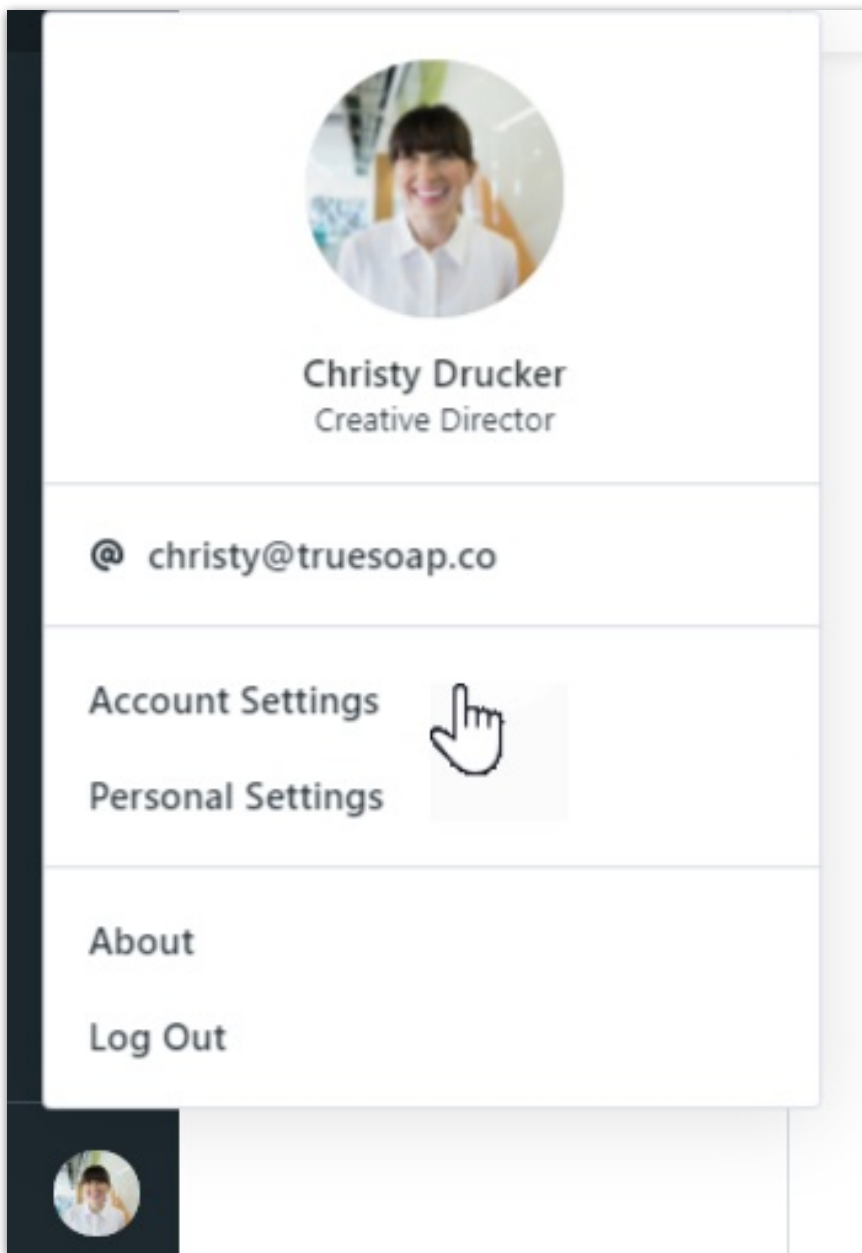 Christy Drucker
Creative Director
@ christy@truesoap.co
Account Settings
Personal Settings
About
Log Out